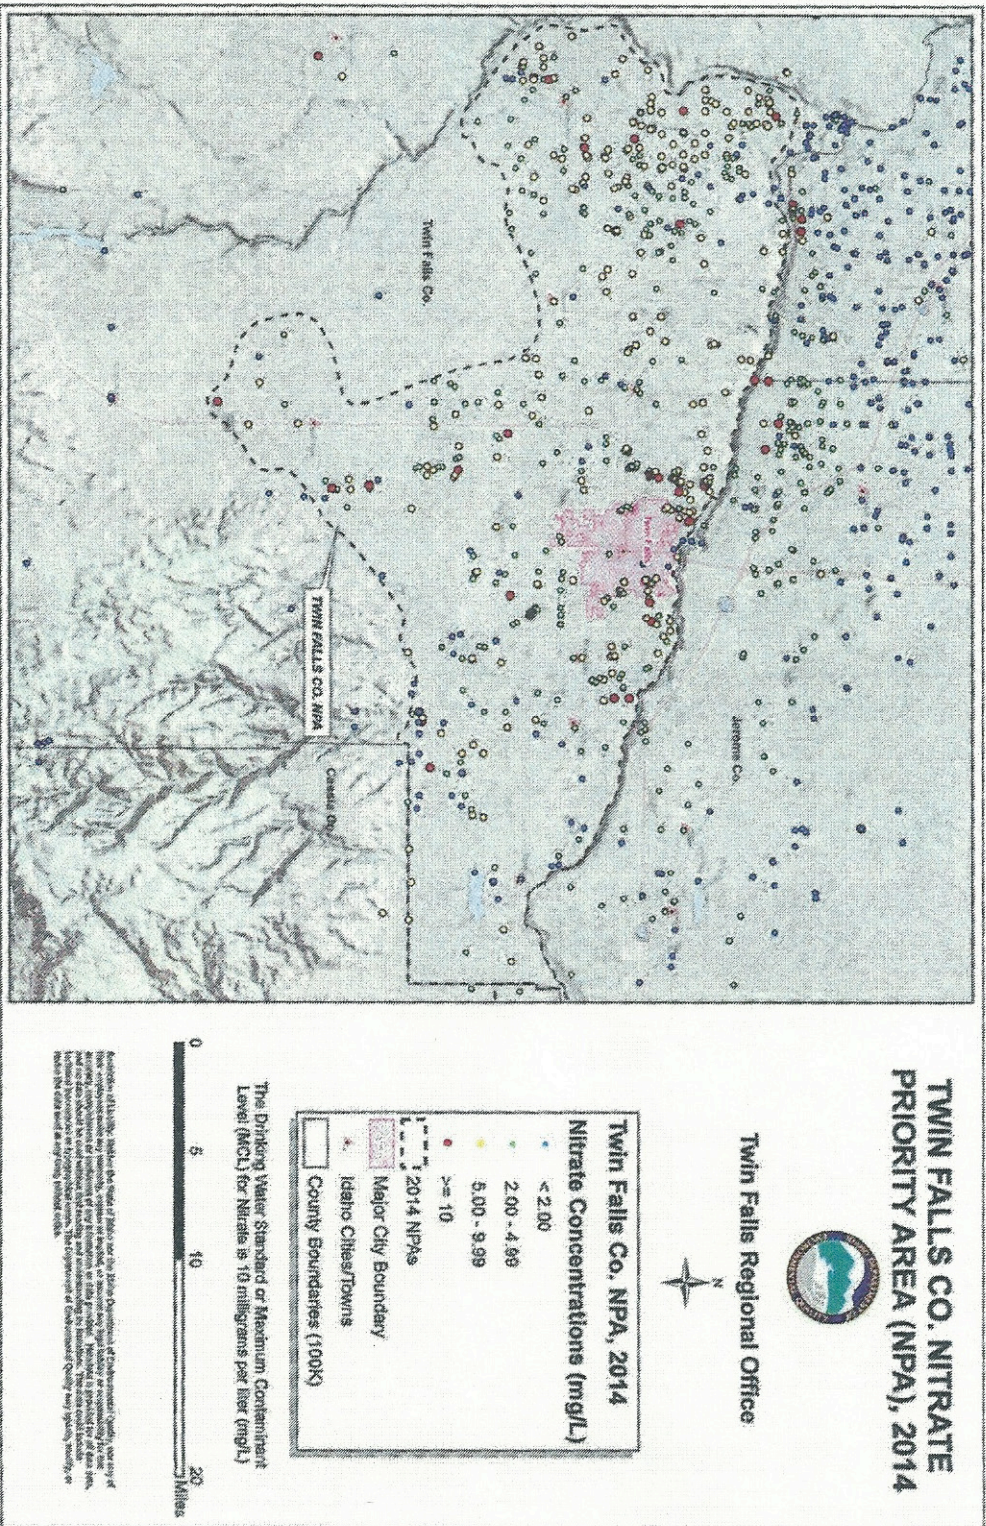 TWIN FALLS CO. NITRATE
PRIORITY AREA (NPA), 2014
Twin Falls Regional Office
N
Twin Falls Co. NPA, 2014
Nitrate Concentrations (mg/L)
< 2.00
2.00 - 4.99
5.00 - 9.99
>= 10
2014 NPAs
Major City Boundary
Idaho Cities/Towns
County Boundaries (100K)
The Drinking Water Standard or Maximum Contaminant
Level (MCL) for Nitrate is 10 milligrams per liter (mg/L)
0 5 10 20
Miles
Jerome Co.
Twin Falls
Twin Falls Co.
TWIN FALLS CO. NPA
Cassia Co.